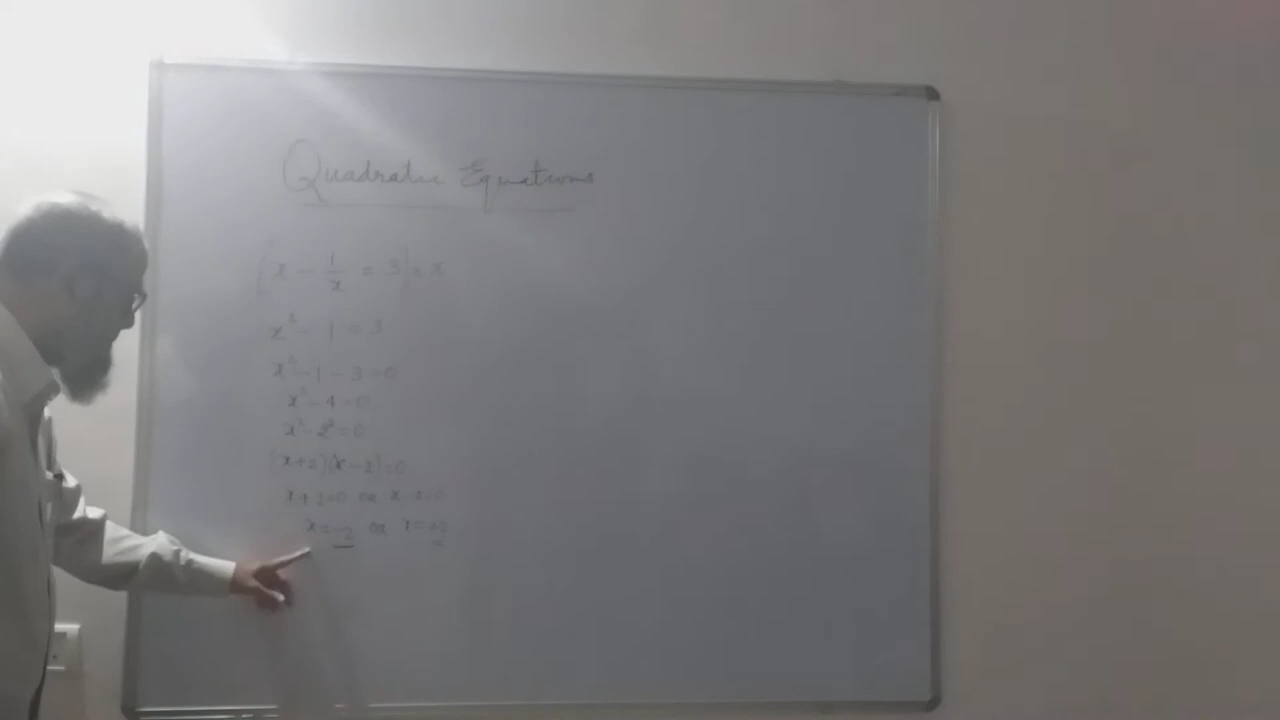 Quadratic Equations
(x - 1/x = 3) × x
x² - 1 = 3
x² - 1 - 3 = 0
x² - 4 = 0
x² - 2² = 0
(x+2)(x-2) = 0
x+2=0 or x-2=0
x=-2 or x=+2